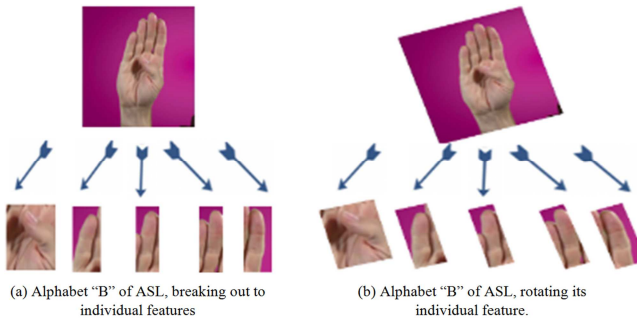 (a) Alphabet “B” of ASL, breaking out to
individual features
(b) Alphabet “B” of ASL, rotating its
individual feature.